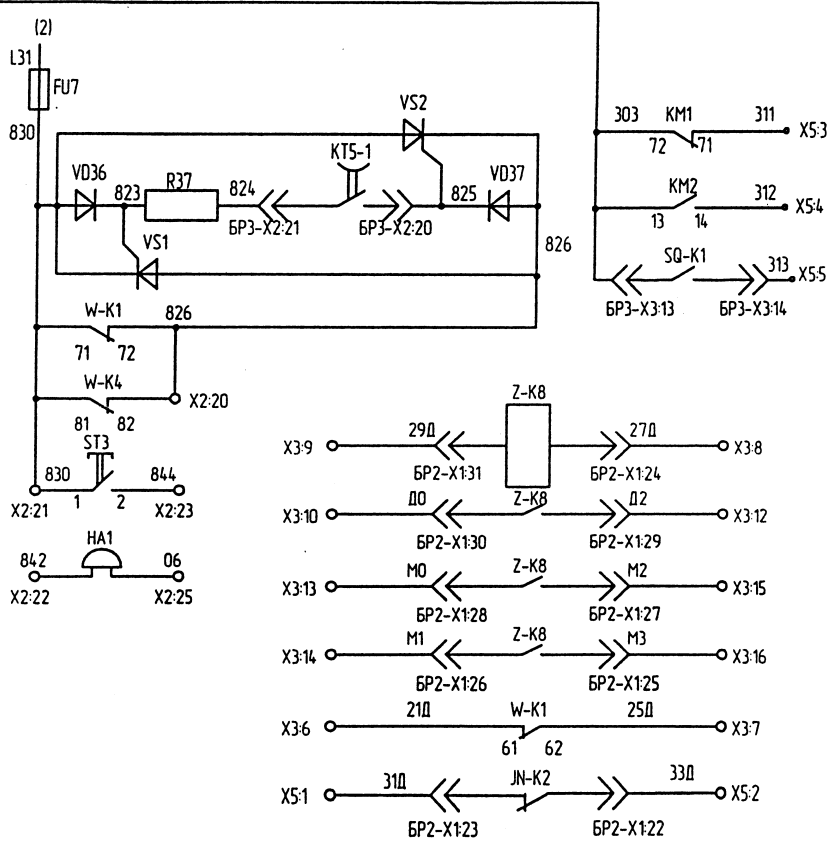 (2)
L31
FU7
830
VS2
303 KM1 311
72 71 X5:3
KT5-1
VD36 823 R37 824 825 VD37
KM2 312
13 14 X5:4
БР3-X2:21 БР3-X2:20
VS1
826
SQ-K1 313 X5:5
БР3-X3:13 БР3-X3:14
W-K1 826
71 72
W-K4
81 82 X2:20
ST3
830 844
1 2
X2:21 X2:23
HA1
842 06
X2:22 X2:25
Z-K8
29Д 27Д
X3:9 X3:8
БР2-X1:31 БР2-X1:24
Д0 Z-K8 Д2
X3:10 X3:12
БР2-X1:30 БР2-X1:29
M0 Z-K8 M2
X3:13 X3:15
БР2-X1:28 БР2-X1:27
M1 Z-K8 M3
X3:14 X3:16
БР2-X1:26 БР2-X1:25
21Д W-K1 25Д
X3:6 X3:7
61 62
31Д JN-K2 33Д
X5:1 X5:2
БР2-X1:23 БР2-X1:22